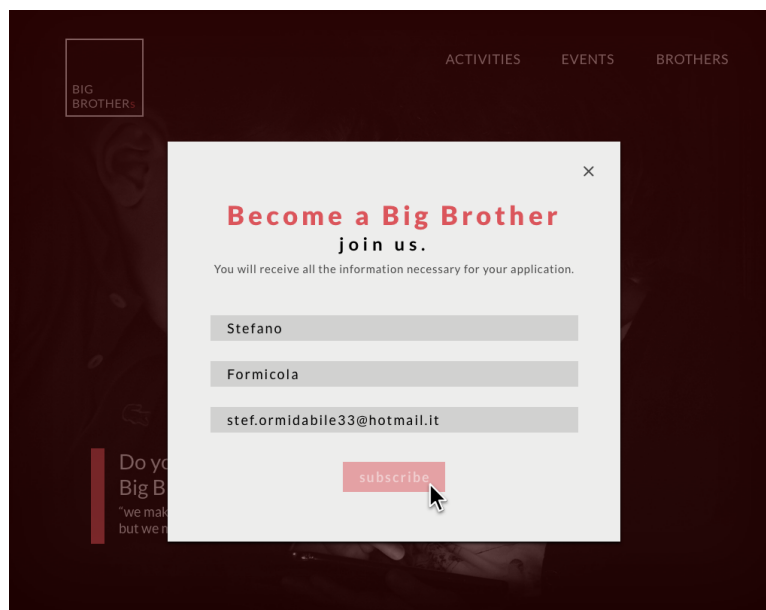 ACTIVITIES EVENTS BROTHERS
BIG
BROTHERs
×
Become a Big Brother
join us.
You will receive all the information necessary for your application.
Stefano
Formicola
stef.ormidabile33@hotmail.it
subscribe
Do yo
Big B
"we mak
but we m